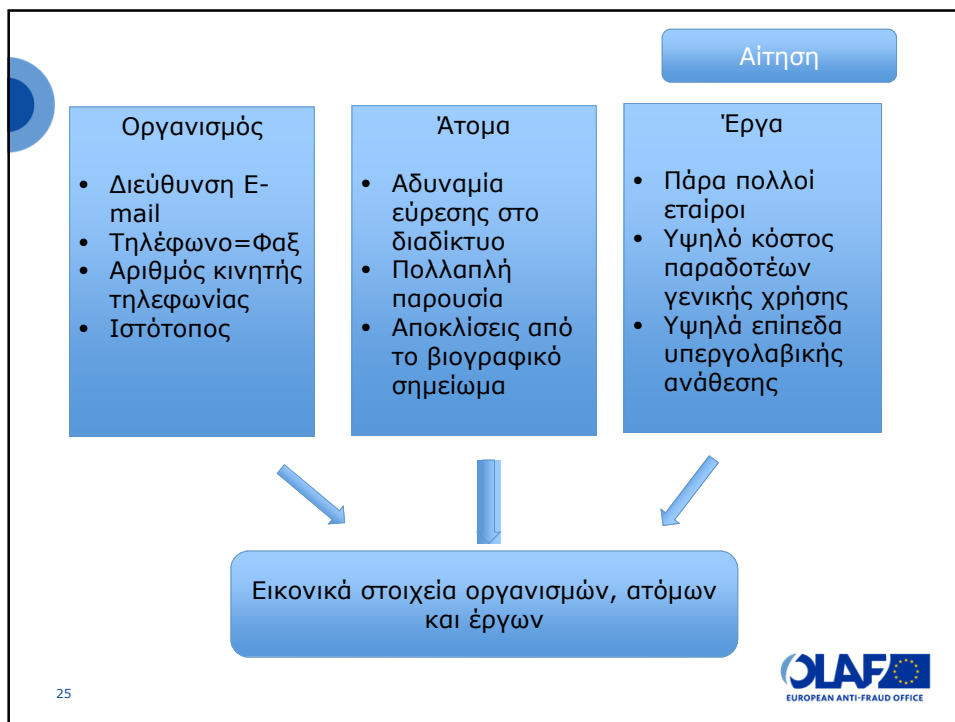 Αίτηση
Οργανισμός
• Διεύθυνση E-
mail
• Τηλέφωνο=Φαξ
• Αριθμός κινητής
τηλεφωνίας
• Ιστότοπος
Άτομα
• Αδυναμία
εύρεσης στο
διαδίκτυο
• Πολλαπλή
παρουσία
• Αποκλίσεις από
το βιογραφικό
σημείωμα
Έργα
• Πάρα πολλοί
εταίροι
• Υψηλό κόστος
παραδοτέων
γενικής χρήσης
• Υψηλά επίπεδα
υπεργολαβικής
ανάθεσης
Εικονικά στοιχεία οργανισμών, ατόμων
και έργων
25
OLAF
EUROPEAN ANTI-FRAUD OFFICE